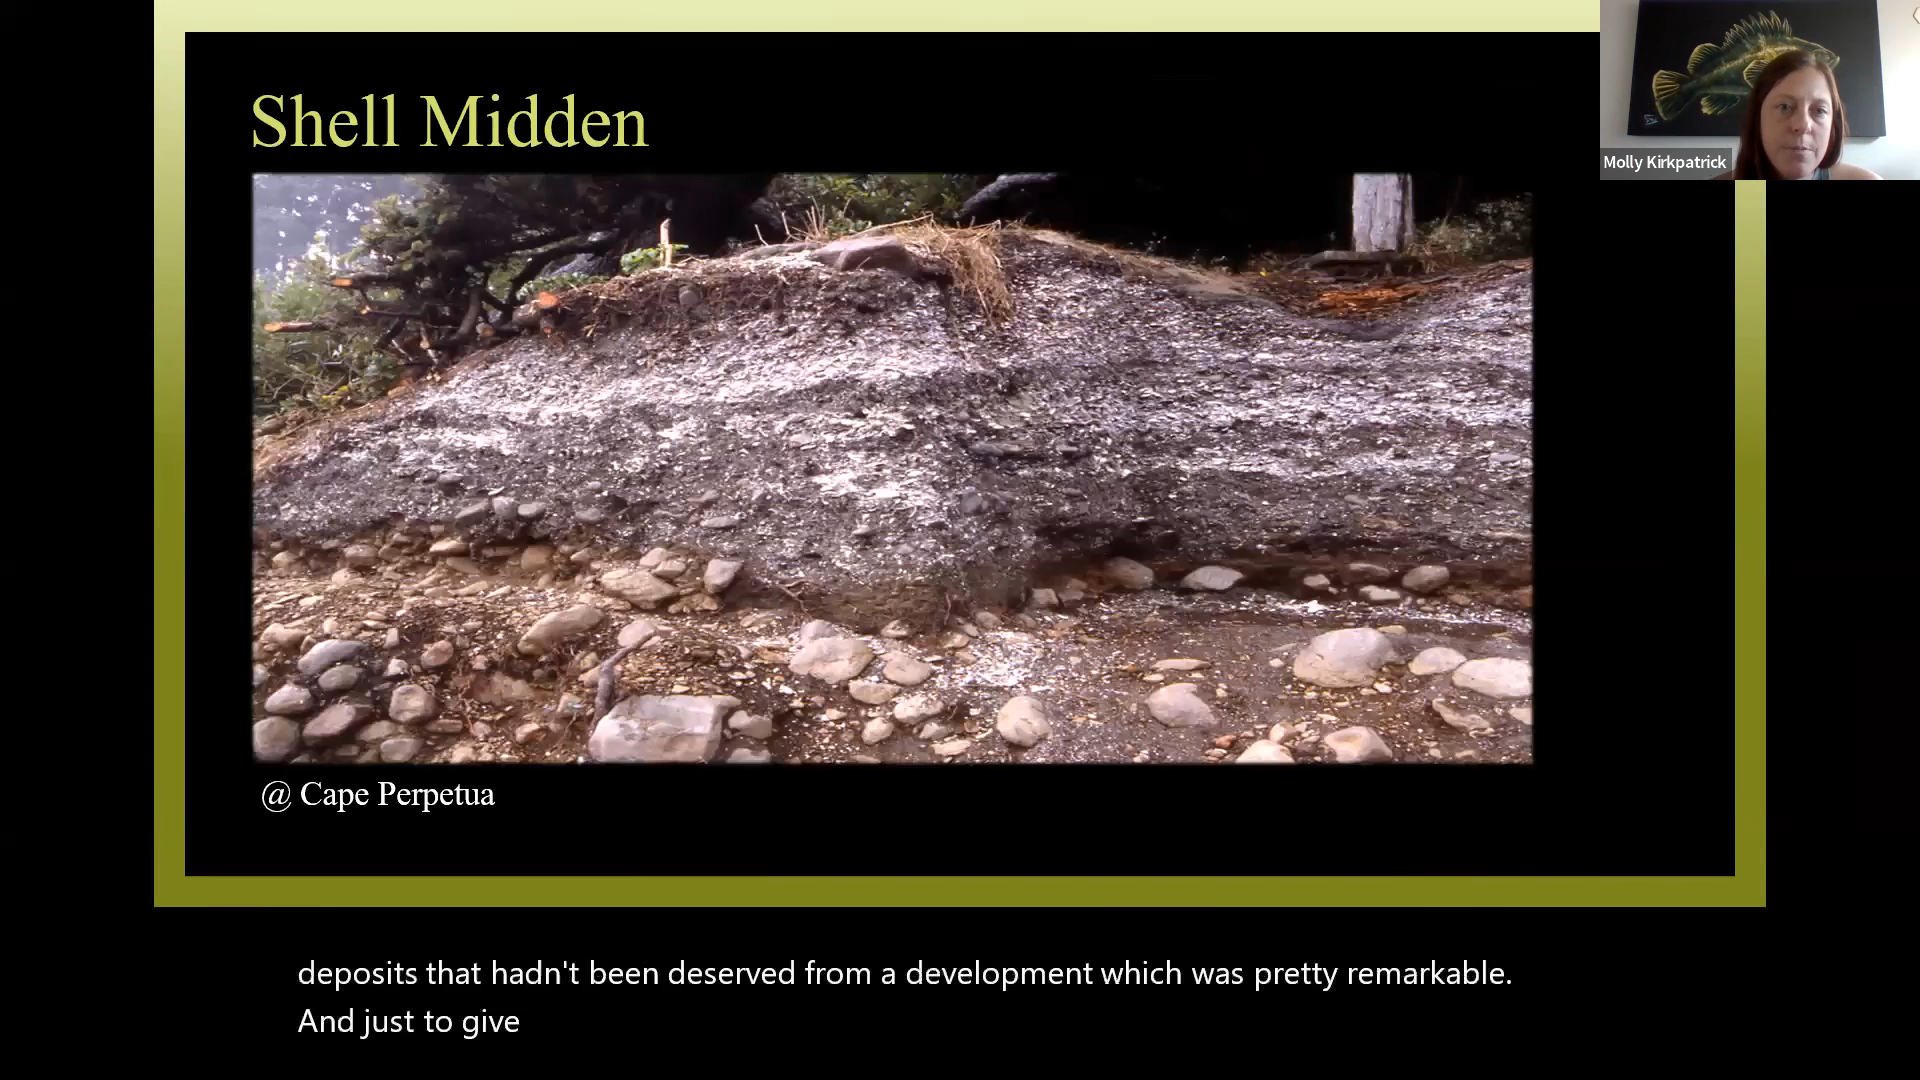 Shell Midden
Molly Kirkpatrick
@ Cape Perpetua
deposits that hadn't been deserved from a development which was pretty remarkable.
And just to give